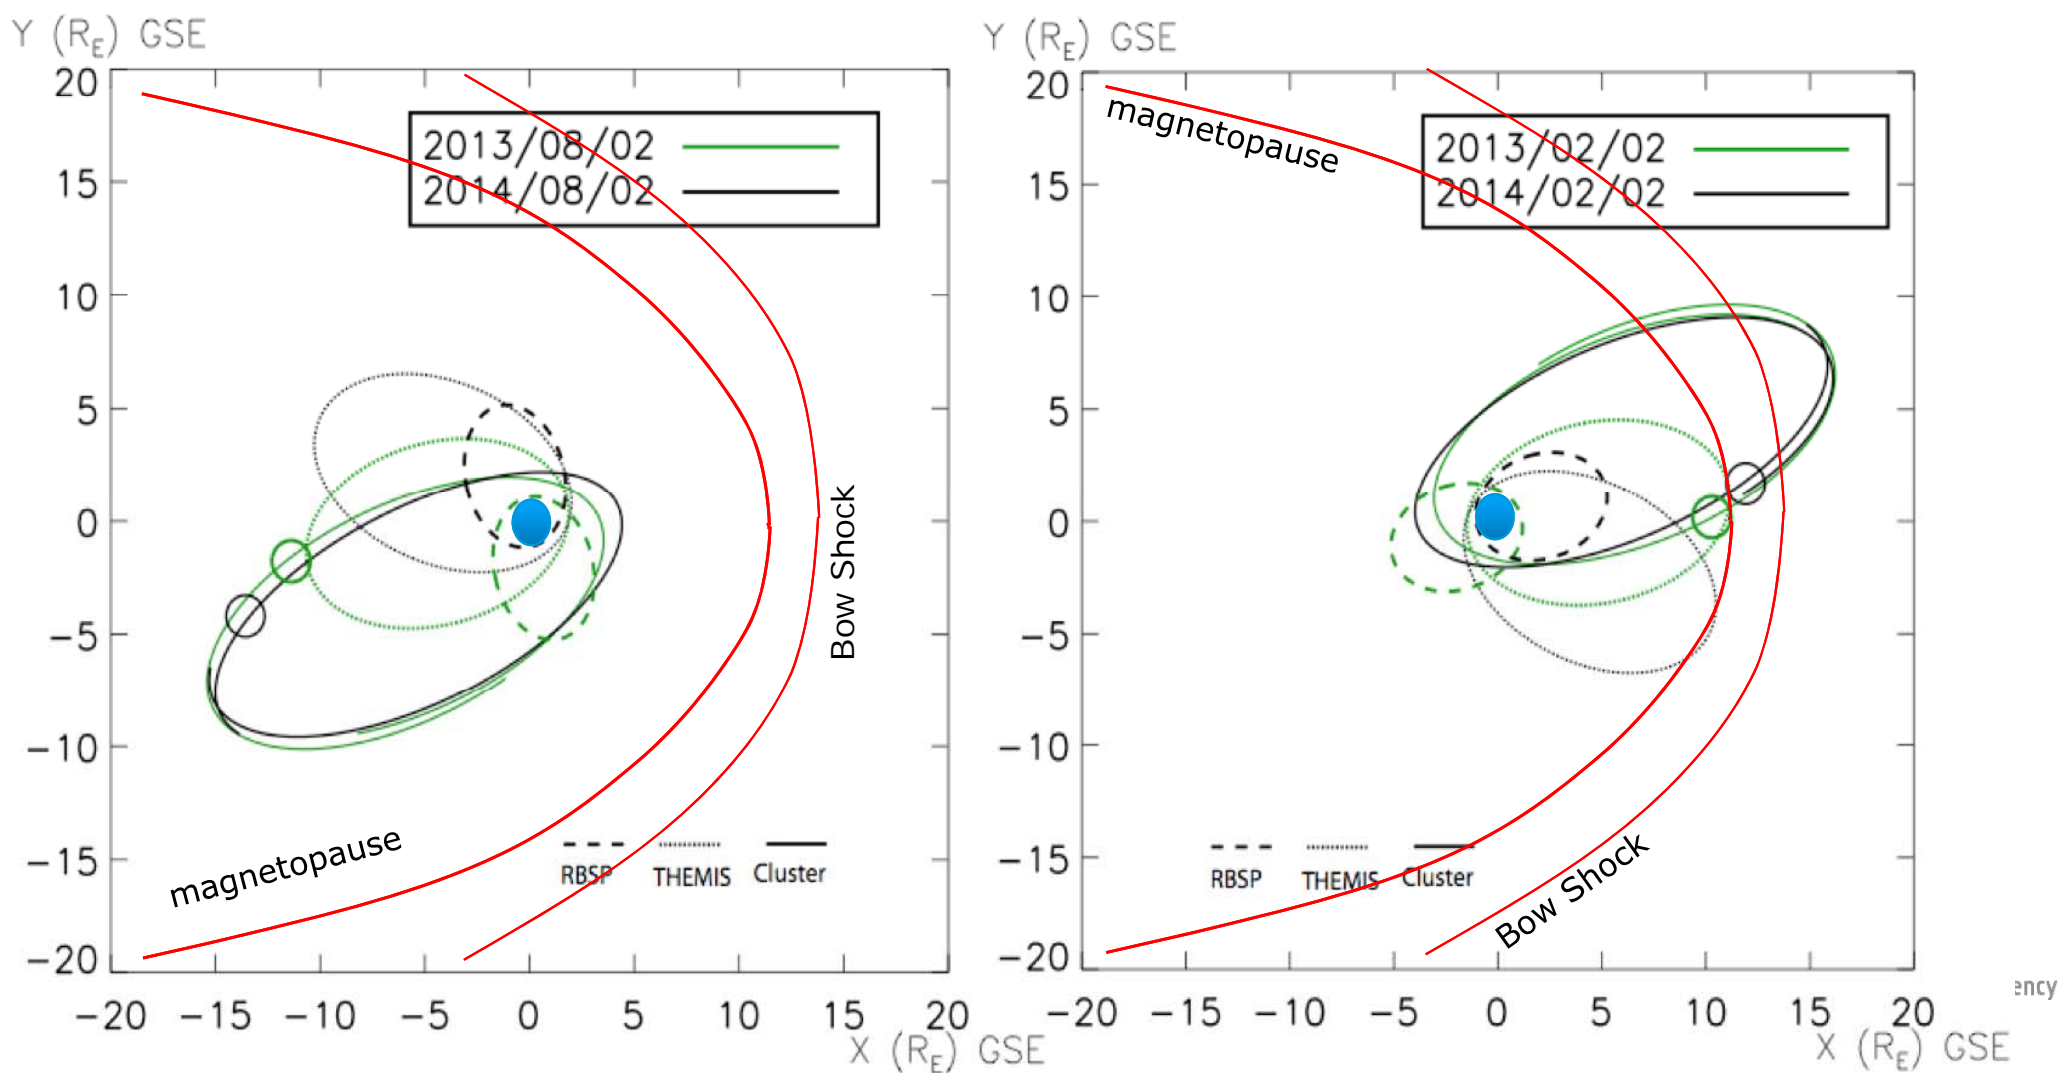 Y (R_E) GSE
20
15
10
5
0
−5
−10
−15
−20
−20 −15 −10 −5 0 5 10 15 20
X (R_E) GSE
2013/08/02
2014/08/02
magnetopause
Bow Shock
RBSP THEMIS Cluster
Y (R_E) GSE
20
15
10
5
0
−5
−10
−15
−20
−20 −15 −10 −5 0 5 10 15 20
X (R_E) GSE
magnetopause
2013/02/02
2014/02/02
RBSP THEMIS Cluster
Bow Shock
ency